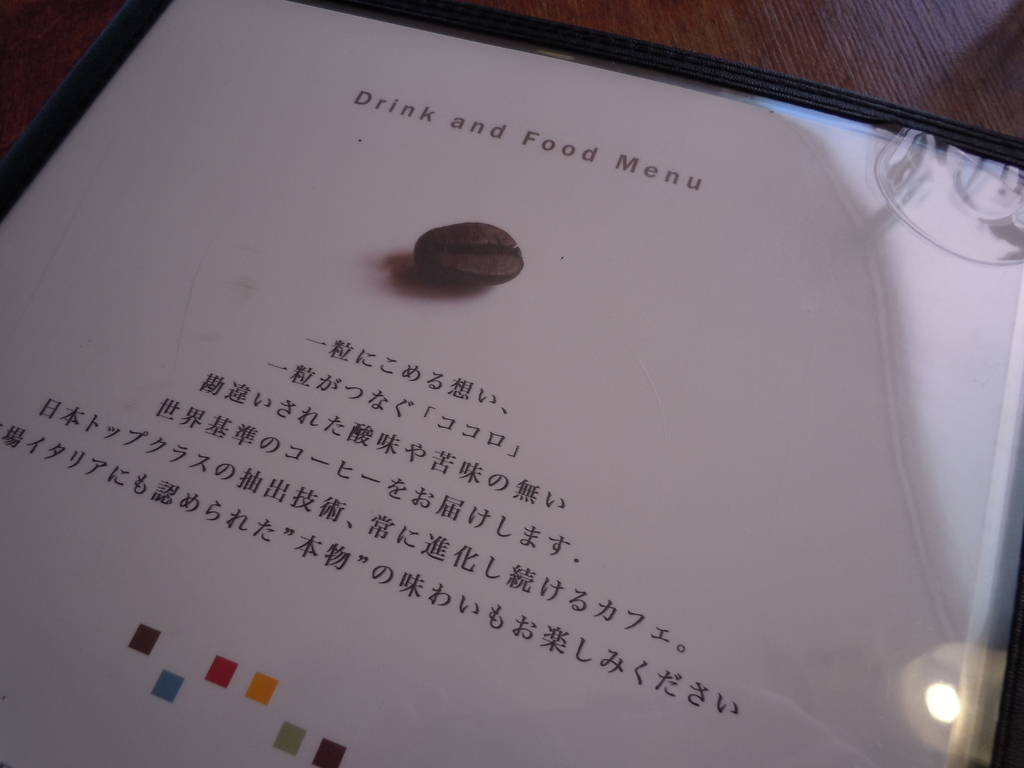 Drink and Food Menu
一粒にこめる想い、
一粒がつなぐ「ココロ」
勘違いされた酸味や苦味の無い
世界基準のコーヒーをお届けします.
日本トップクラスの抽出技術、常に進化し続けるカフェ。
場イタリアにも認められた”本物”の味わいもお楽しみください